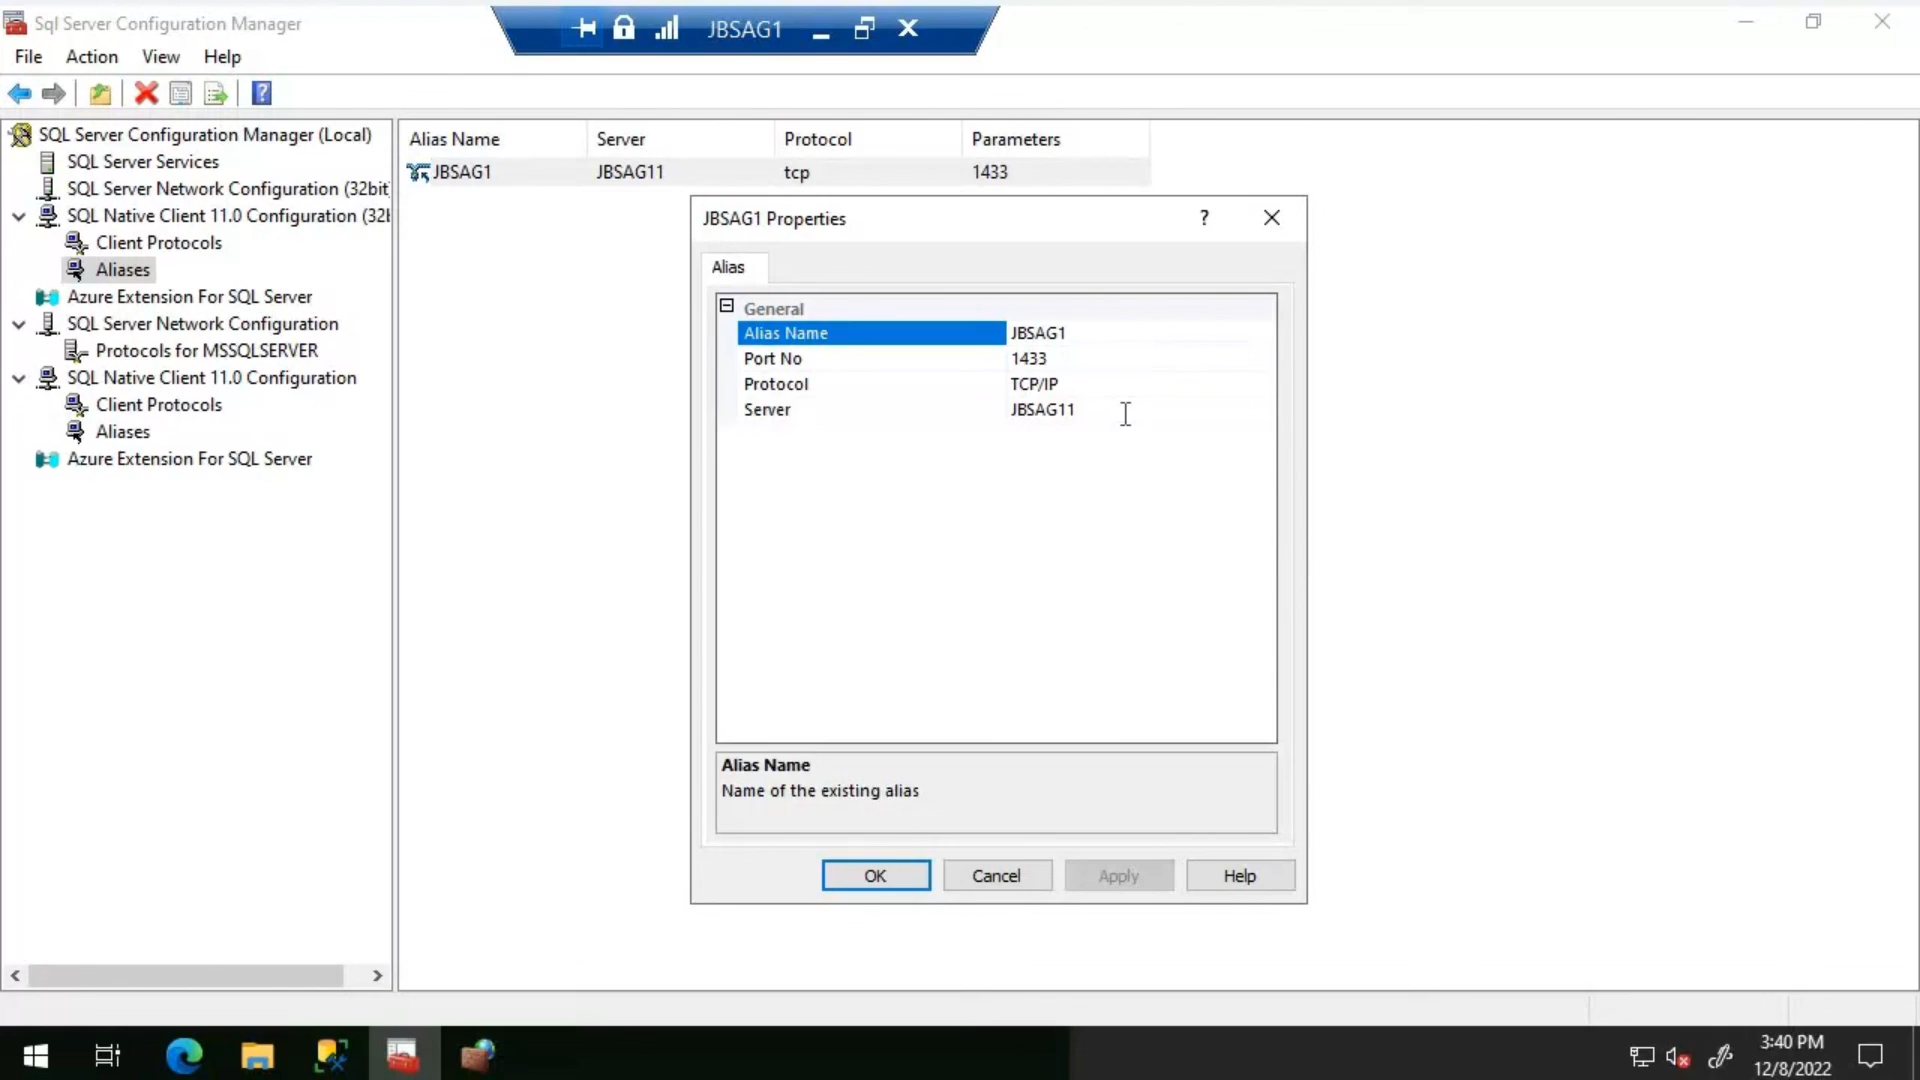 Sql Server Configuration Manager
JBSAG1
File Action View Help
SQL Server Configuration Manager (Local)
SQL Server Services
SQL Server Network Configuration (32bit
SQL Native Client 11.0 Configuration (32b
Client Protocols
Aliases
Azure Extension For SQL Server
SQL Server Network Configuration
Protocols for MSSQLSERVER
SQL Native Client 11.0 Configuration
Client Protocols
Aliases
Azure Extension For SQL Server
Alias Name Server Protocol Parameters
JBSAG1 JBSAG11 tcp 1433
JBSAG1 Properties
Alias
General
Alias Name JBSAG1
Port No 1433
Protocol TCP/IP
Server JBSAG11
Alias Name
Name of the existing alias
OK Cancel Apply Help
3:40 PM
12/8/2022